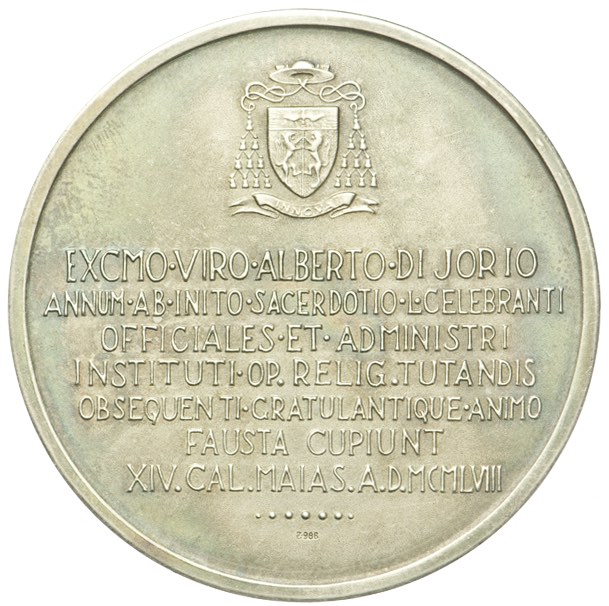 EXCMO·VIRO·ALBERTO·DI JORIO
ANNUM·AB·INITO·SACERDOTIO·L·CELEBRANTI
OFFICIALES·ET·ADMINISTRI
INSTITUTI·OP.RELIG.TUTANDIS
OBSEQUENTI·GRATULANTIQUE·ANIMO
FAUSTA CUPIUNT
XIV.CAL.MAIAS.A.D.MCMLVIII